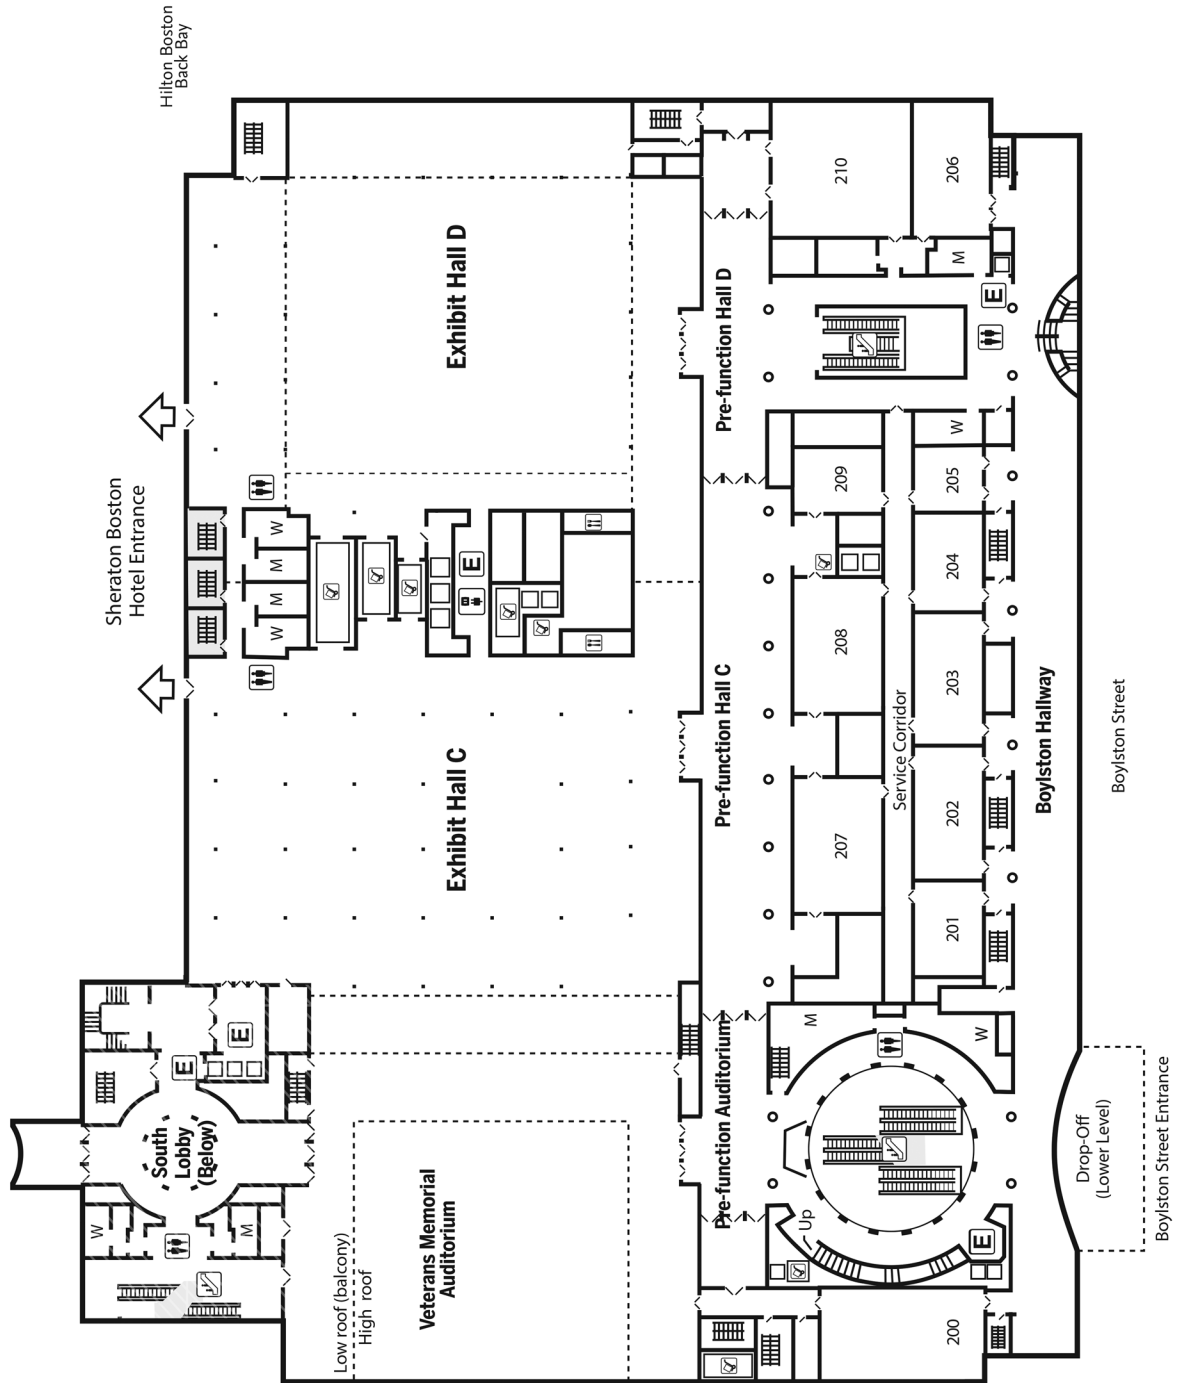 Hilton Boston
Back Bay
Sheraton Boston
Hotel Entrance
Exhibit Hall D
Exhibit Hall C
W
M
M
W
E
Pre-function Hall D
Pre-function Hall C
Pre-function Auditorium
210
206
M
E
W
209
205
204
208
203
Service Corridor
202
207
201
Boylston Hallway
Boylston Street
M
W
E
E
South
Lobby
(Below)
W
M
Low roof (balcony)
High roof
Veterans Memorial
Auditorium
Up
E
200
Drop-Off
(Lower Level)
Boylston Street Entrance